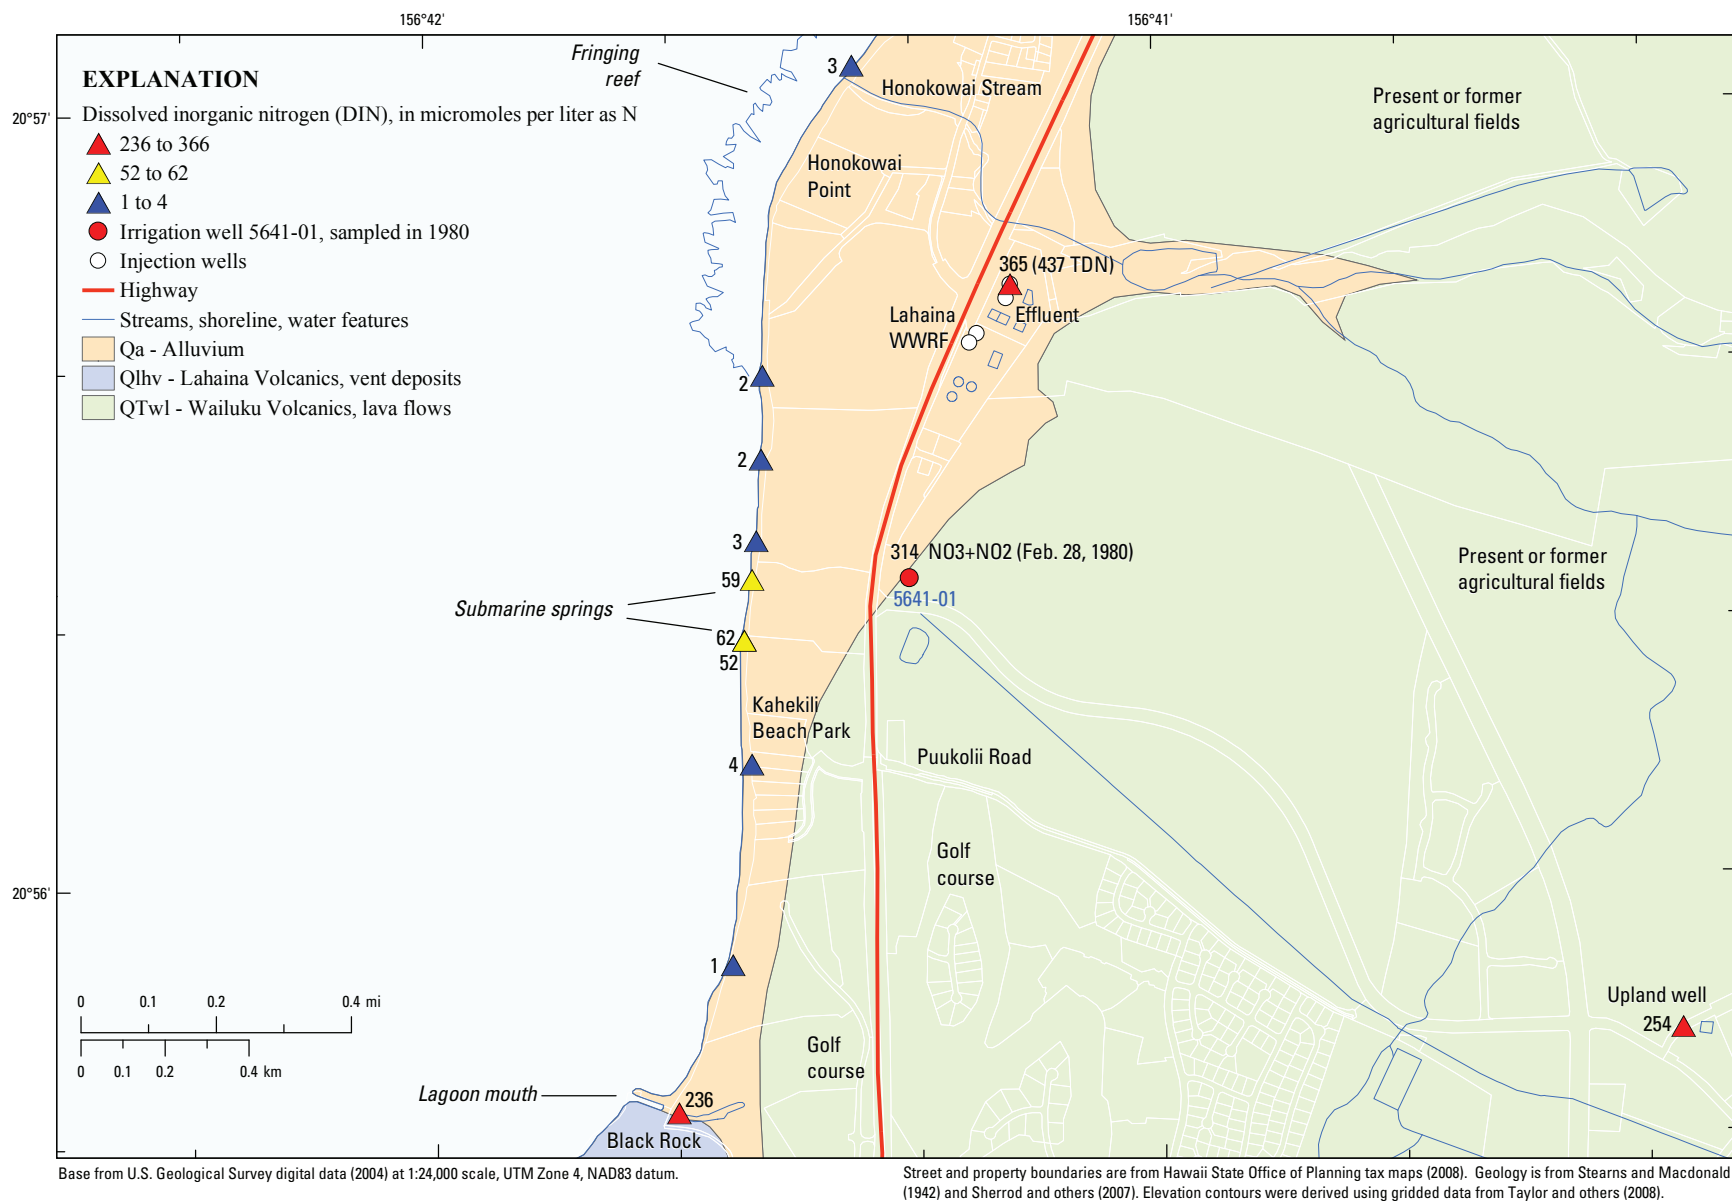 156°42'
156°41'
20°57'
20°56'
EXPLANATION
Dissolved inorganic nitrogen (DIN), in micromoles per liter as N
236 to 366
52 to 62
1 to 4
Irrigation well 5641-01, sampled in 1980
Injection wells
Highway
Streams, shoreline, water features
Qa - Alluvium
Qlhv - Lahaina Volcanics, vent deposits
QTwl - Wailuku Volcanics, lava flows
Fringing
reef
3
Honokowai Stream
Present or former
agricultural fields
Honokowai
Point
365 (437 TDN)
Lahaina
WWRF
Effluent
2
2
3
314 NO3+NO2 (Feb. 28, 1980)
5641-01
Present or former
agricultural fields
59
Submarine springs
62
52
Kahekili
Beach Park
4
Puukolii Road
Golf
course
1
Upland well
254
0
0.1
0.2
0.4 mi
0
0.1
0.2
0.4 km
Golf
course
Lagoon mouth
236
Black Rock
Base from U.S. Geological Survey digital data (2004) at 1:24,000 scale, UTM Zone 4, NAD83 datum.
Street and property boundaries are from Hawaii State Office of Planning tax maps (2008). Geology is from Stearns and Macdonald
(1942) and Sherrod and others (2007). Elevation contours were derived using gridded data from Taylor and others (2008).